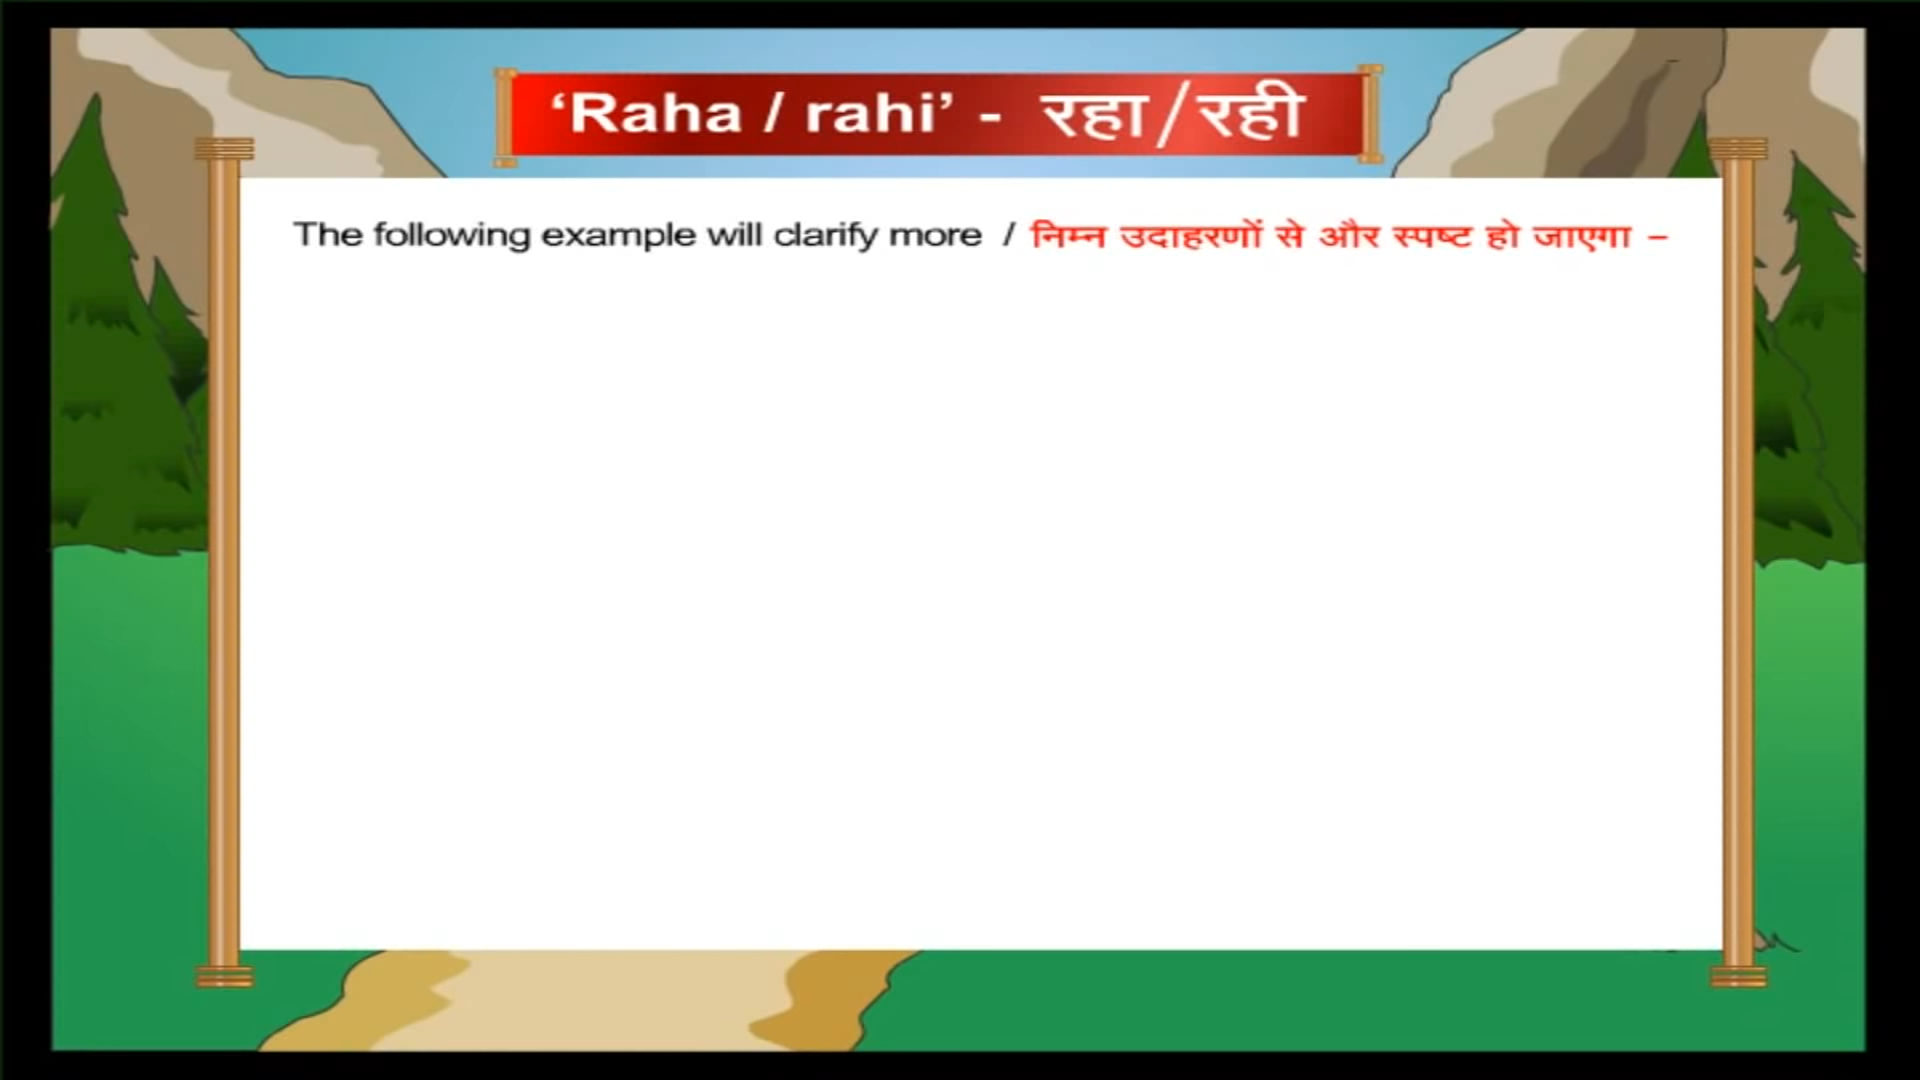 ‘Raha / rahi’ - रहा/रही
The following example will clarify more / निम्न उदाहरणों से और स्पष्ट हो जाएगा –